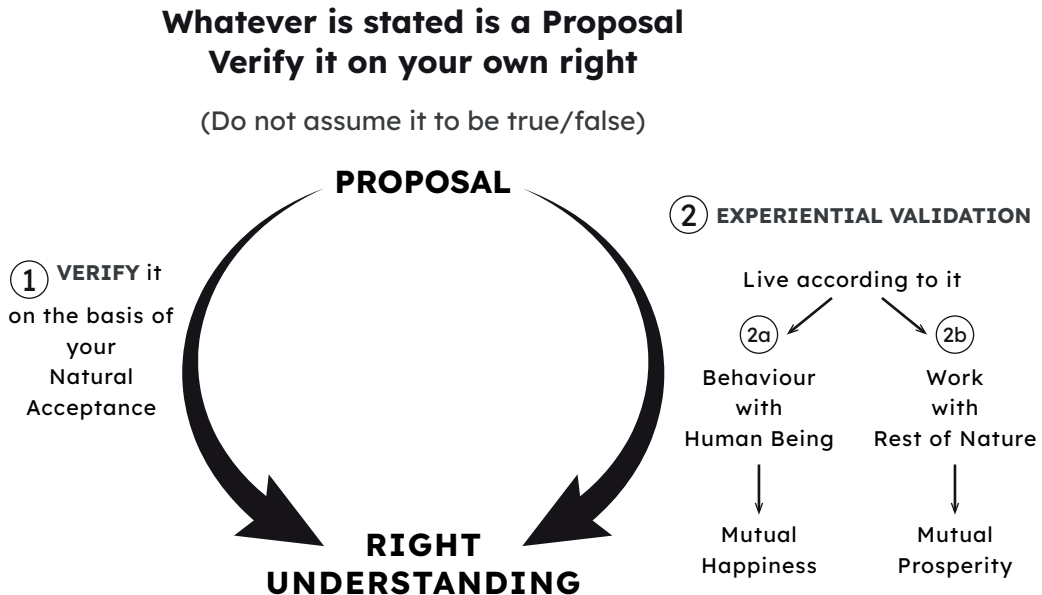 Whatever is stated is a Proposal
Verify it on your own right
(Do not assume it to be true/false)
PROPOSAL
1 VERIFY it
on the basis of
your
Natural
Acceptance
2 EXPERIENTIAL VALIDATION
Live according to it
2a
Behaviour
with
Human Being
Mutual
Happiness
2b
Work
with
Rest of Nature
Mutual
Prosperity
RIGHT
UNDERSTANDING